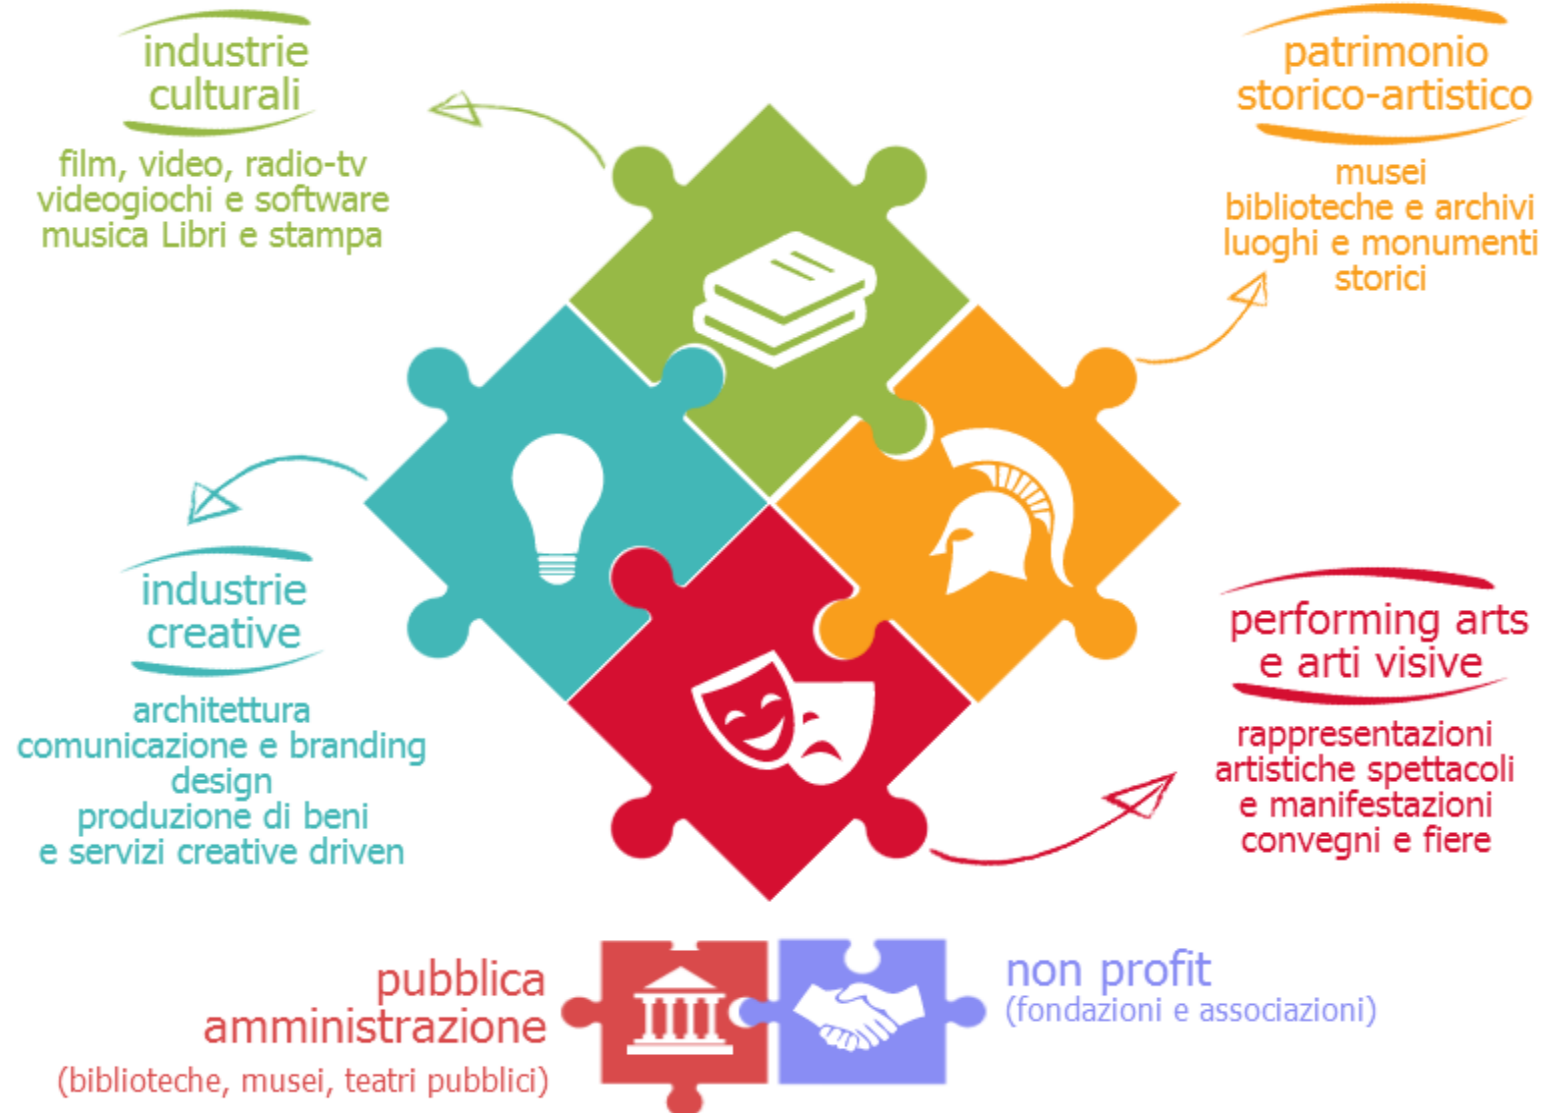 industrie
culturali
film, video, radio-tv
videogiochi e software
musica Libri e stampa
patrimonio
storico-artistico
musei
biblioteche e archivi
luoghi e monumenti
storici
industrie
creative
architettura
comunicazione e branding
design
produzione di beni
e servizi creative driven
performing arts
e arti visive
rappresentazioni
artistiche spettacoli
e manifestazioni
convegni e fiere
pubblica
amministrazione
(biblioteche, musei, teatri pubblici)
non profit
(fondazioni e associazioni)